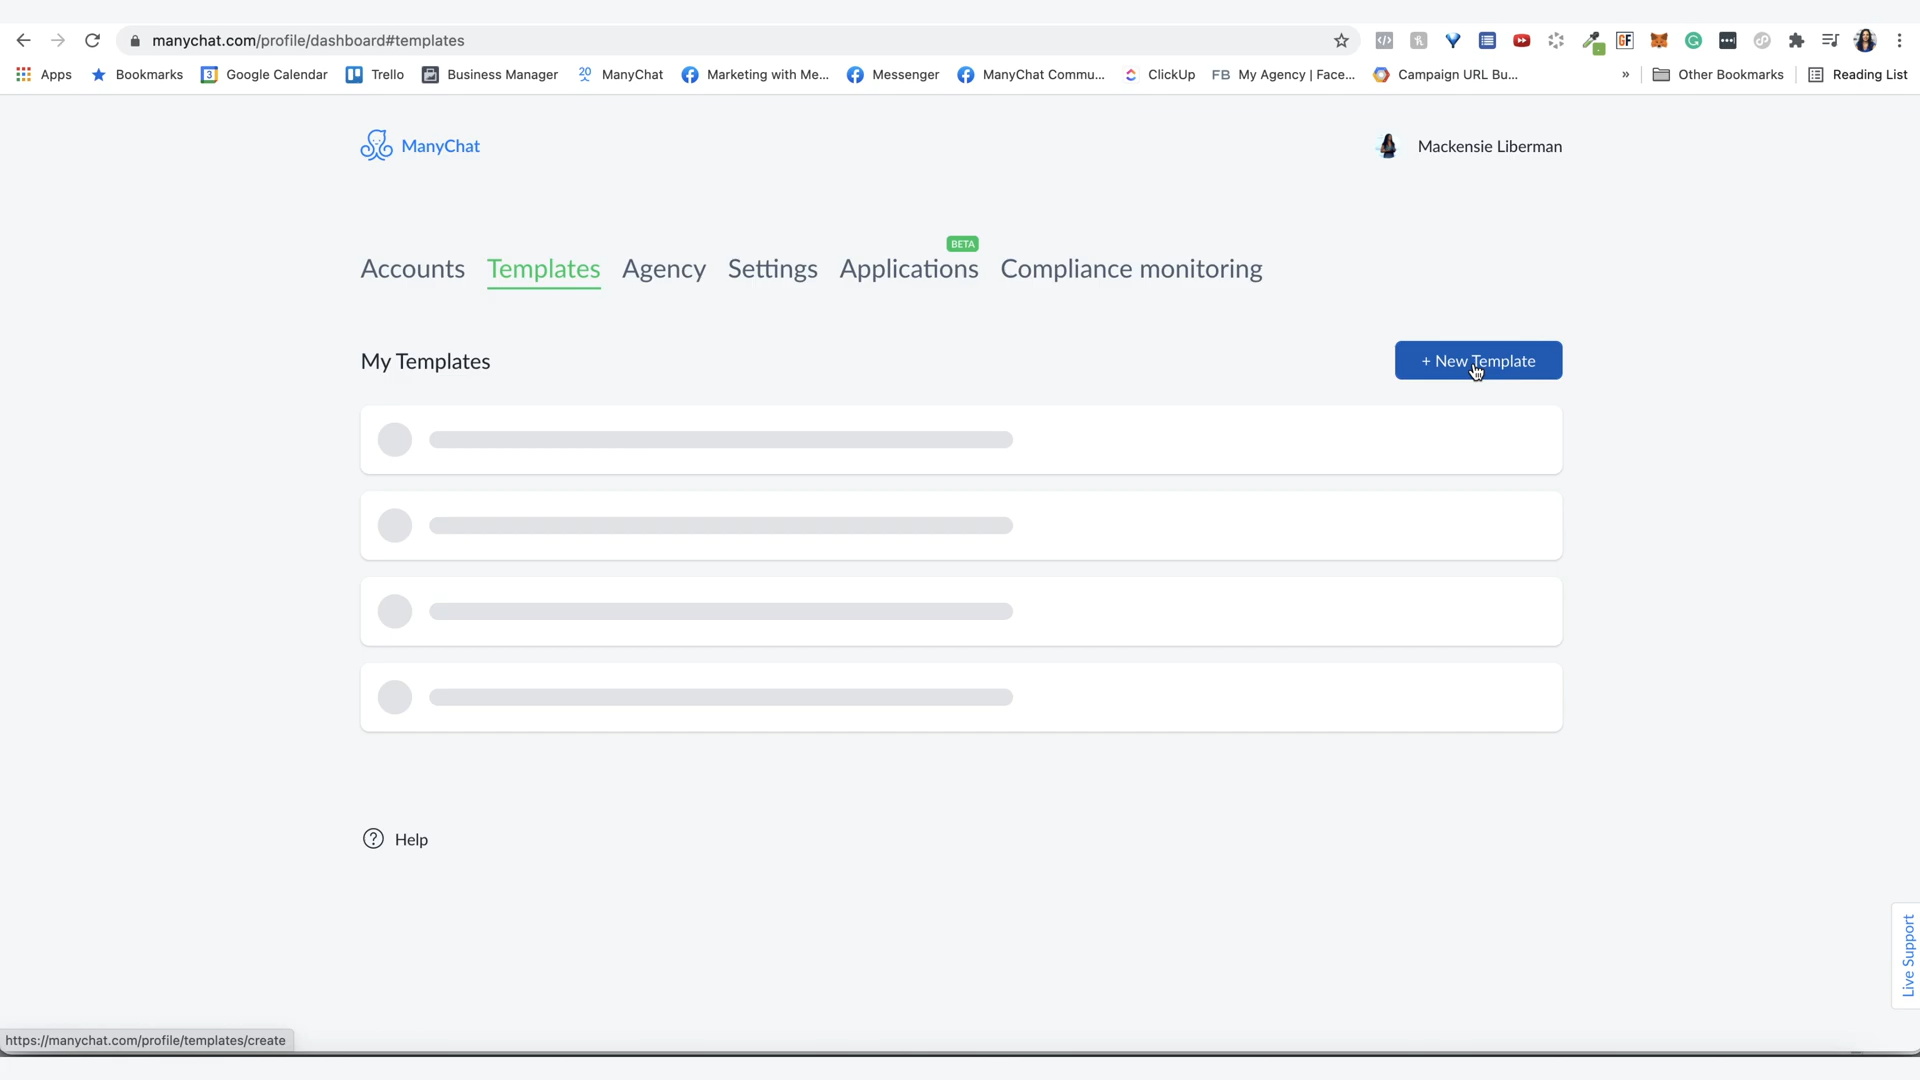 manychat.com/profile/dashboard#templates
Apps
Bookmarks
3 Google Calendar
Trello
Business Manager
20 ManyChat
Marketing with Me...
Messenger
ManyChat Commu...
ClickUp
FB My Agency | Face...
Campaign URL Bu...
»
Other Bookmarks
Reading List
ManyChat
Mackensie Liberman
BETA
Accounts Templates Agency Settings Applications Compliance monitoring
My Templates
+ New Template
? Help
Live Support
https://manychat.com/profile/templates/create